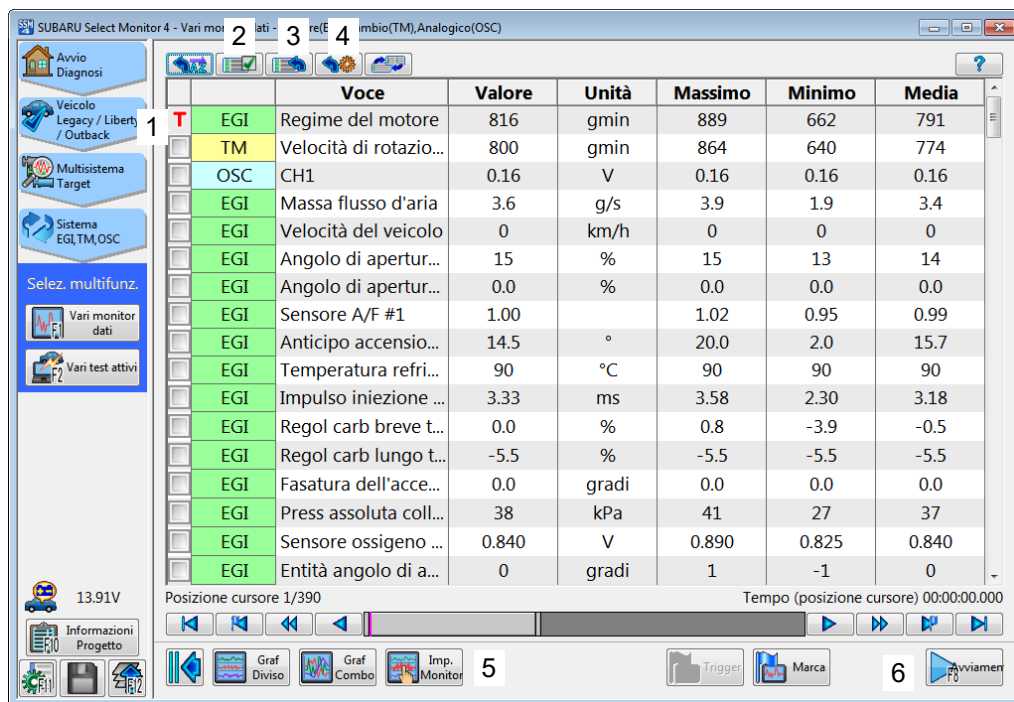 SUBARU Select Monitor 4 - Vari mo ati - re(E mbio(TM),Analogico(OSC)
2 3 4
Avvio
Diagnosi
Veicolo
Legacy / Liberty
/ Outback
Multisistema
Target
Sistema
EGI,TM,OSC
Selez. multifunz.
F1 Vari monitor
dati
F2 Vari test attivi
13.91V
F10 Informazioni
Progetto
F11 F12
AZ ?
Voce Valore Unità Massimo Minimo Media
1 T EGI Regime del motore 816 gmin 889 662 791
TM Velocità di rotazio... 800 gmin 864 640 774
OSC CH1 0.16 V 0.16 0.16 0.16
EGI Massa flusso d'aria 3.6 g/s 3.9 1.9 3.4
EGI Velocità del veicolo 0 km/h 0 0 0
EGI Angolo di apertur... 15 % 15 13 14
EGI Angolo di apertur... 0.0 % 0.0 0.0 0.0
EGI Sensore A/F #1 1.00 1.02 0.95 0.99
EGI Anticipo accensio... 14.5 ° 20.0 2.0 15.7
EGI Temperatura refri... 90 °C 90 90 90
EGI Impulso iniezione ... 3.33 ms 3.58 2.30 3.18
EGI Regol carb breve t... 0.0 % 0.8 -3.9 -0.5
EGI Regol carb lungo t... -5.5 % -5.5 -5.5 -5.5
EGI Fasatura dell'acce... 0.0 gradi 0.0 0.0 0.0
EGI Press assoluta coll... 38 kPa 41 27 37
EGI Sensore ossigeno ... 0.840 V 0.890 0.825 0.840
EGI Entità angolo di a... 0 gradi 1 -1 0
Posizione cursore 1/390 Tempo (posizione cursore) 00:00:00.000
Graf
Diviso
Graf
Combo
Imp.
Monitor
5
Trigger
Marca
6
F8 Avviamen